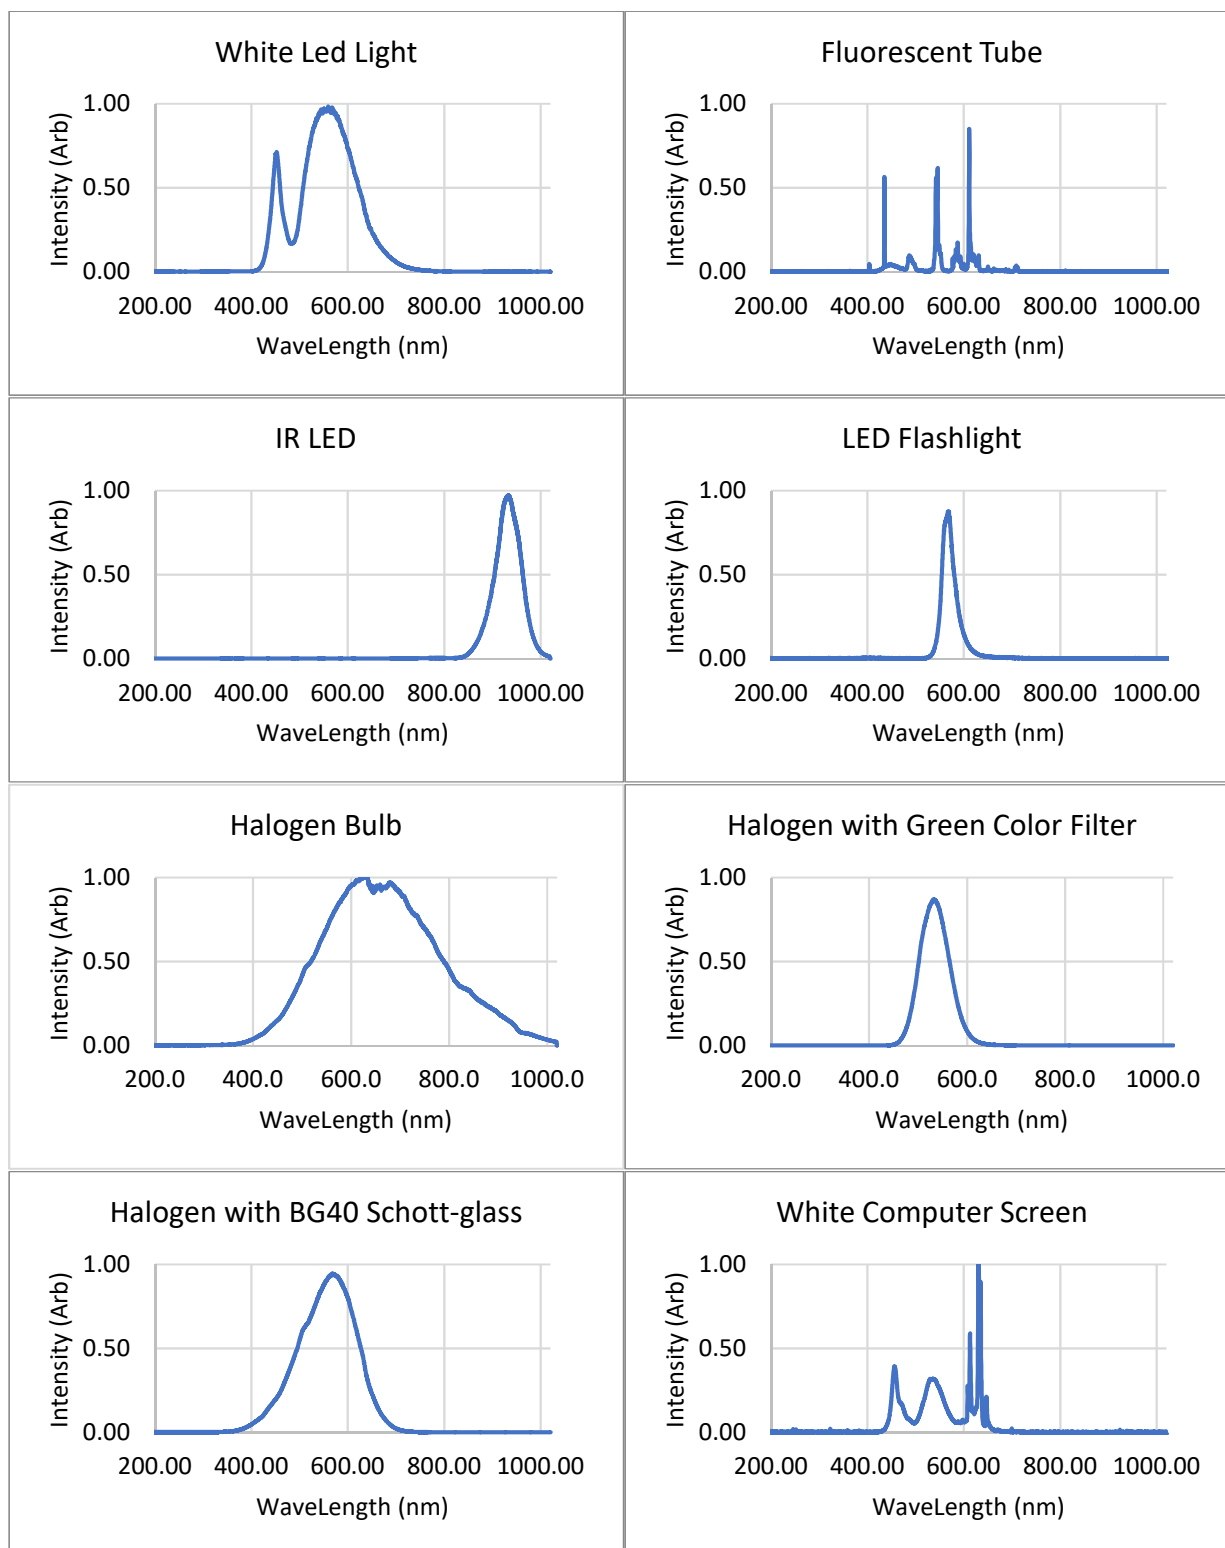 White Led Light
1.00
0.50
0.00
Intensity (Arb)
200.00 400.00 600.00 800.00 1000.00
WaveLength (nm)
Fluorescent Tube
1.00
0.50
0.00
Intensity (Arb)
200.00 400.00 600.00 800.00 1000.00
WaveLength (nm)
IR LED
1.00
0.50
0.00
Intensity (Arb)
200.00 400.00 600.00 800.00 1000.00
WaveLength (nm)
LED Flashlight
1.00
0.50
0.00
Intensity (Arb)
200.00 400.00 600.00 800.00 1000.00
WaveLength (nm)
Halogen Bulb
1.00
0.50
0.00
Intensity (Arb)
200.0 400.0 600.0 800.0 1000.0
WaveLength (nm)
Halogen with Green Color Filter
1.00
0.50
0.00
Intensity (Arb)
200.0 400.0 600.0 800.0 1000.0
WaveLength (nm)
Halogen with BG40 Schott-glass
1.00
0.50
0.00
Intensity (Arb)
200.00 400.00 600.00 800.00 1000.00
WaveLength (nm)
White Computer Screen
1.00
0.50
0.00
Intensity (Arb)
200.00 400.00 600.00 800.00 1000.00
WaveLength (nm)